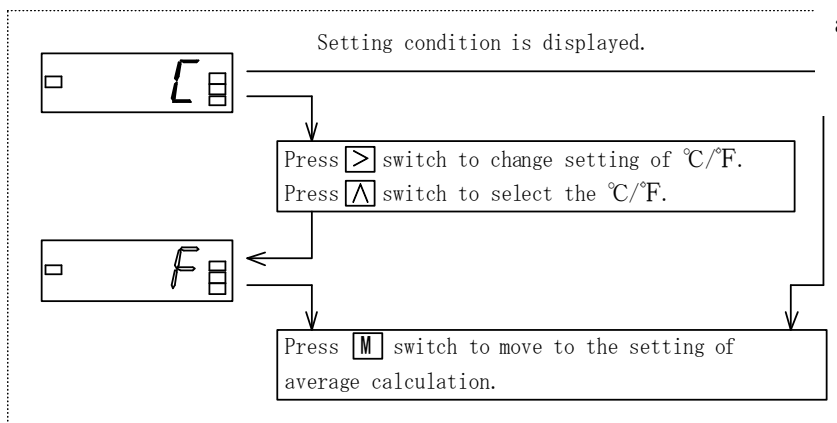 Setting condition is displayed.
C
Press > switch to change setting of ℃/℉.
Press Λ switch to select the ℃/℉.
F
Press M switch to move to the setting of
average calculation.